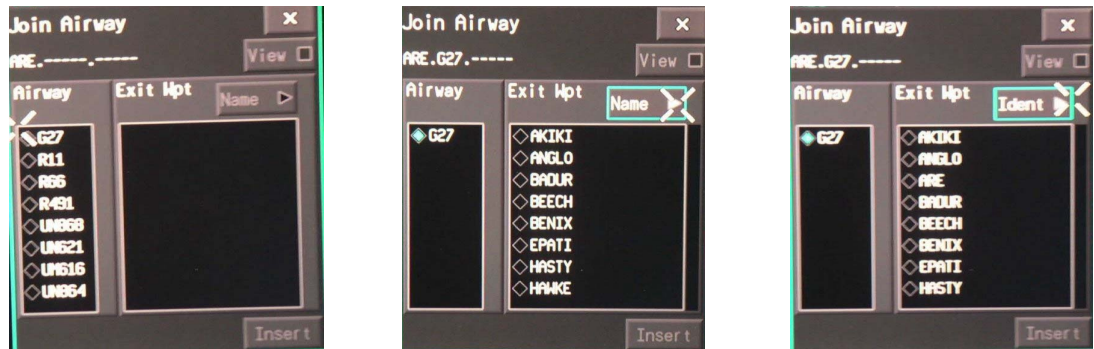 Join Airway
ARE.-----.-----
View
Airway
Exit Wpt
Name
G27
R11
R66
R491
UN868
UN621
UM616
UN864
Insert
Join Airway
ARE.G27.-----
View
Airway
Exit Wpt
Name
G27
AKIKI
ANGLO
BADUR
BEECH
BENIX
EPATI
HASTY
HAWKE
Insert
Join Airway
ARE.G27.-----
View
Airway
Exit Wpt
Ident
G27
AKIKI
ANGLO
ARE
BADUR
BEECH
BENIX
EPATI
HASTY
Insert